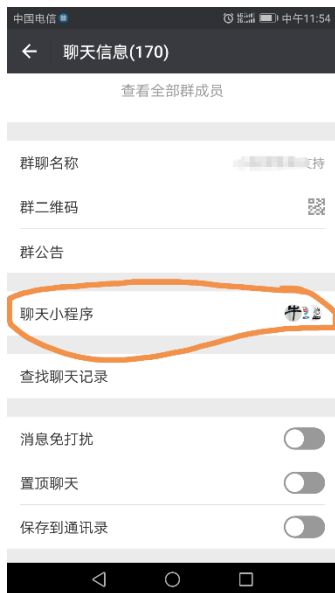 中国电信 中午11:54
聊天信息(170)
查看全部群成员
群聊名称 支持
群二维码
群公告
聊天小程序 牛
查找聊天记录
消息免打扰
置顶聊天
保存到通讯录